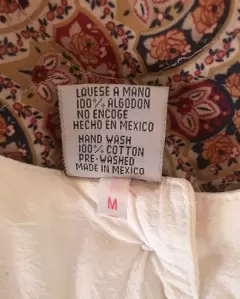 LAVESE A MANO
100% ALGODON
NO ENCOGE
HECHO EN MEXICO
HAND WASH
100% COTTON
PRE-WASHED
MADE IN MEXICO
M